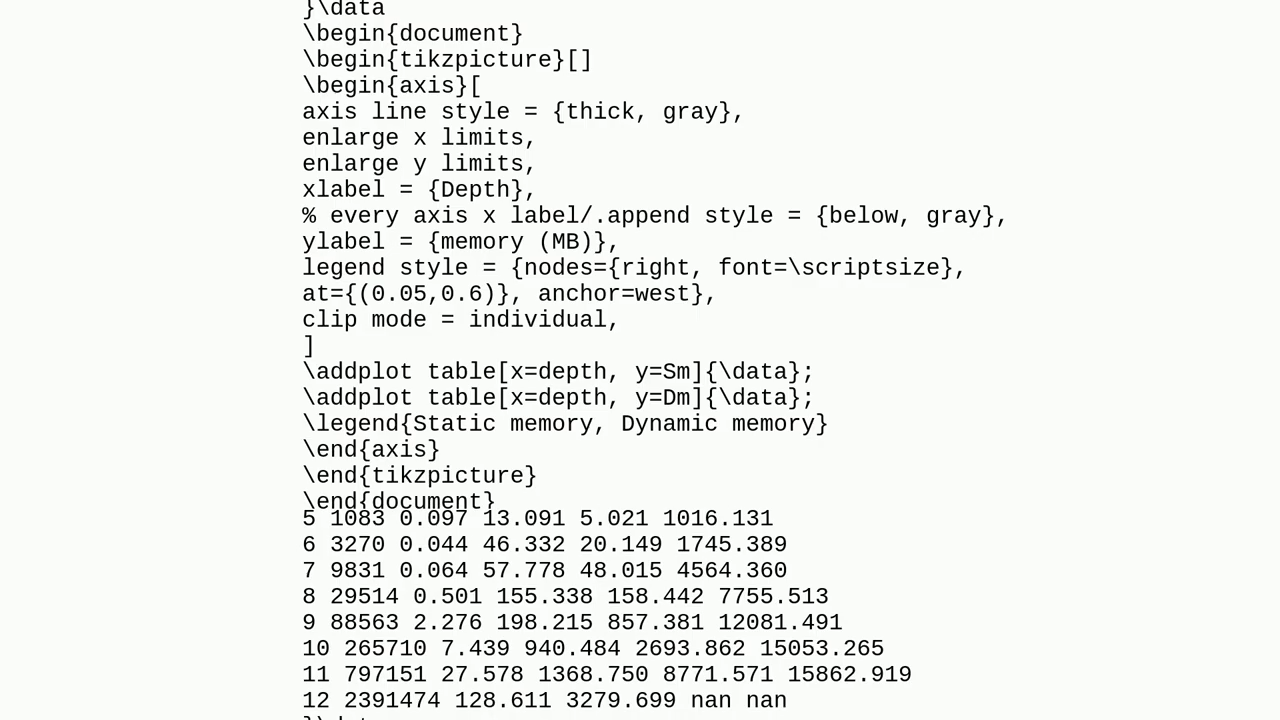 }\data
\begin{document}
\begin{tikzpicture}[]
\begin{axis}[
axis line style = {thick, gray},
enlarge x limits,
enlarge y limits,
xlabel = {Depth},
% every axis x label/.append style = {below, gray},
ylabel = {memory (MB)},
legend style = {nodes={right, font=\scriptsize},
at={(0.05,0.6)}, anchor=west},
clip mode = individual,
]
\addplot table[x=depth, y=Sm]{\data};
\addplot table[x=depth, y=Dm]{\data};
\legend{Static memory, Dynamic memory}
\end{axis}
\end{tikzpicture}
\end{document}
5 1083 0.097 13.091 5.021 1016.131
6 3270 0.044 46.332 20.149 1745.389
7 9831 0.064 57.778 48.015 4564.360
8 29514 0.501 155.338 158.442 7755.513
9 88563 2.276 198.215 857.381 12081.491
10 265710 7.439 940.484 2693.862 15053.265
11 797151 27.578 1368.750 8771.571 15862.919
12 2391474 128.611 3279.699 nan nan